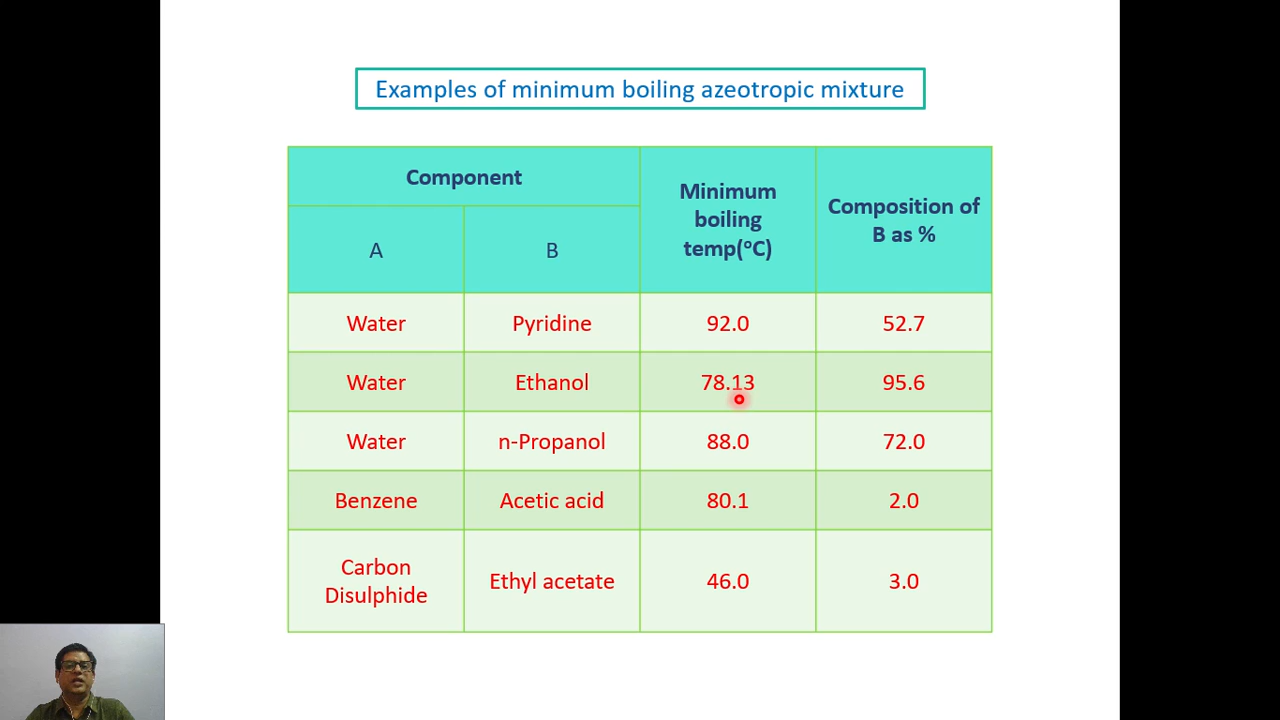 Examples of minimum boiling azeotropic mixture
Component
Minimum
boiling
temp(°C)
Composition of
B as %
A
B
Water
Pyridine
92.0
52.7
Water
Ethanol
78.13
95.6
Water
n-Propanol
88.0
72.0
Benzene
Acetic acid
80.1
2.0
Carbon
Disulphide
Ethyl acetate
46.0
3.0